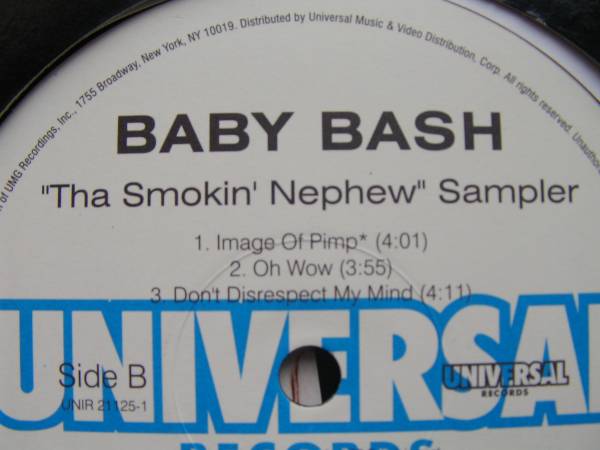 of UMG Recordings, Inc., 1755 Broadway, New York, NY 10019. Distributed by Universal Music & Video Distribution, Corp. All rights reserved.
BABY BASH
"Tha Smokin' Nephew" Sampler
1. Image Of Pimp* (4:01)
2. Oh Wow (3:55)
3. Don't Disrespect My Mind (4:11)
UNIVERSAL
Side B
UNIR 21125-1
UNIVERSAL
RECORDS
RECORDS